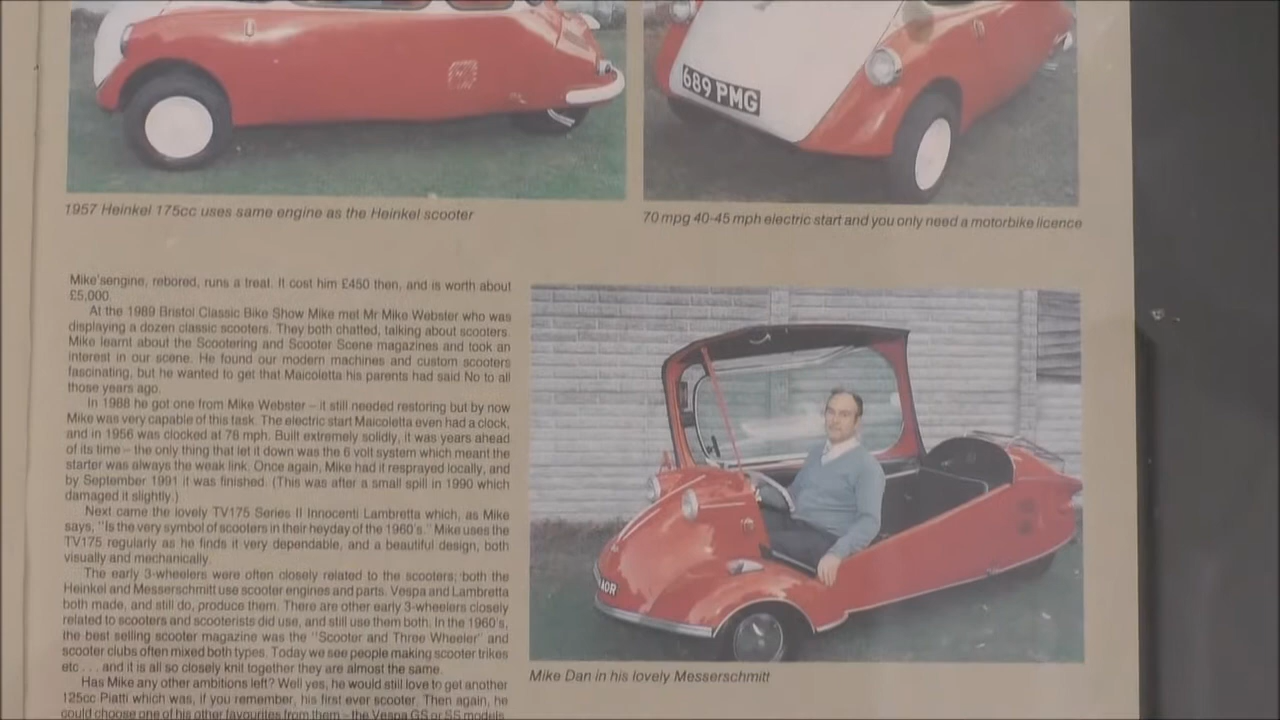 689 PMG
1957 Heinkel 175cc uses same engine as the Heinkel scooter
70 mpg 40-45 mph electric start and you only need a motorbike licence
Mike'sengine, rebored, runs a treat. It cost him £450 then, and is worth about
£5,000.
At the 1989 Bristol Classic Bike Show Mike met Mr Mike Webster who was
displaying a dozen classic scooters. They both chatted, talking about scooters.
Mike learnt about the Scootering and Scooter Scene magazines and took an
interest in our scene. He found our modern machines and custom scooters
fascinating, but he wanted to get that Maicoletta his parents had said No to all
those years ago.
In 1988 he got one from Mike Webster – it still needed restoring but by now
Mike was very capable of this task. The electric start Maicoletta even had a clock,
and in 1956 was clocked at 76 mph. Built extremely solidly, it was years ahead
of its time – the only thing that let it down was the 6 volt system which meant the
starter was always the weak link. Once again, Mike had it resprayed locally, and
by September 1991 it was finished. (This was after a small spill in 1990 which
damaged it slightly.)
Next came the lovely TV175 Series II Innocenti Lambretta which, as Mike
says, "Is the very symbol of scooters in their heyday of the 1960's." Mike uses the
TV175 regularly as he finds it very dependable, and a beautiful design, both
visually and mechanically.
The early 3-wheelers were often closely related to the scooters; both the
Heinkel and Messerschmitt use scooter engines and parts. Vespa and Lambretta
both made, and still do, produce them. There are other early 3-wheelers closely
related to scooters and scooterists did use, and still use them both. In the 1960's,
the best selling scooter magazine was the "Scooter and Three Wheeler" and
scooter clubs often mixed both types. Today we see people making scooter trikes
etc . . . and it is all so closely knit together they are almost the same.
Has Mike any other ambitions left? Well yes, he would still love to get another
125cc Piatti which was, if you remember, his first ever scooter. Then again, he
could choose one of his other favourites from them – the Vespa GS or SS models,
AOR
Mike Dan in his lovely Messerschmitt